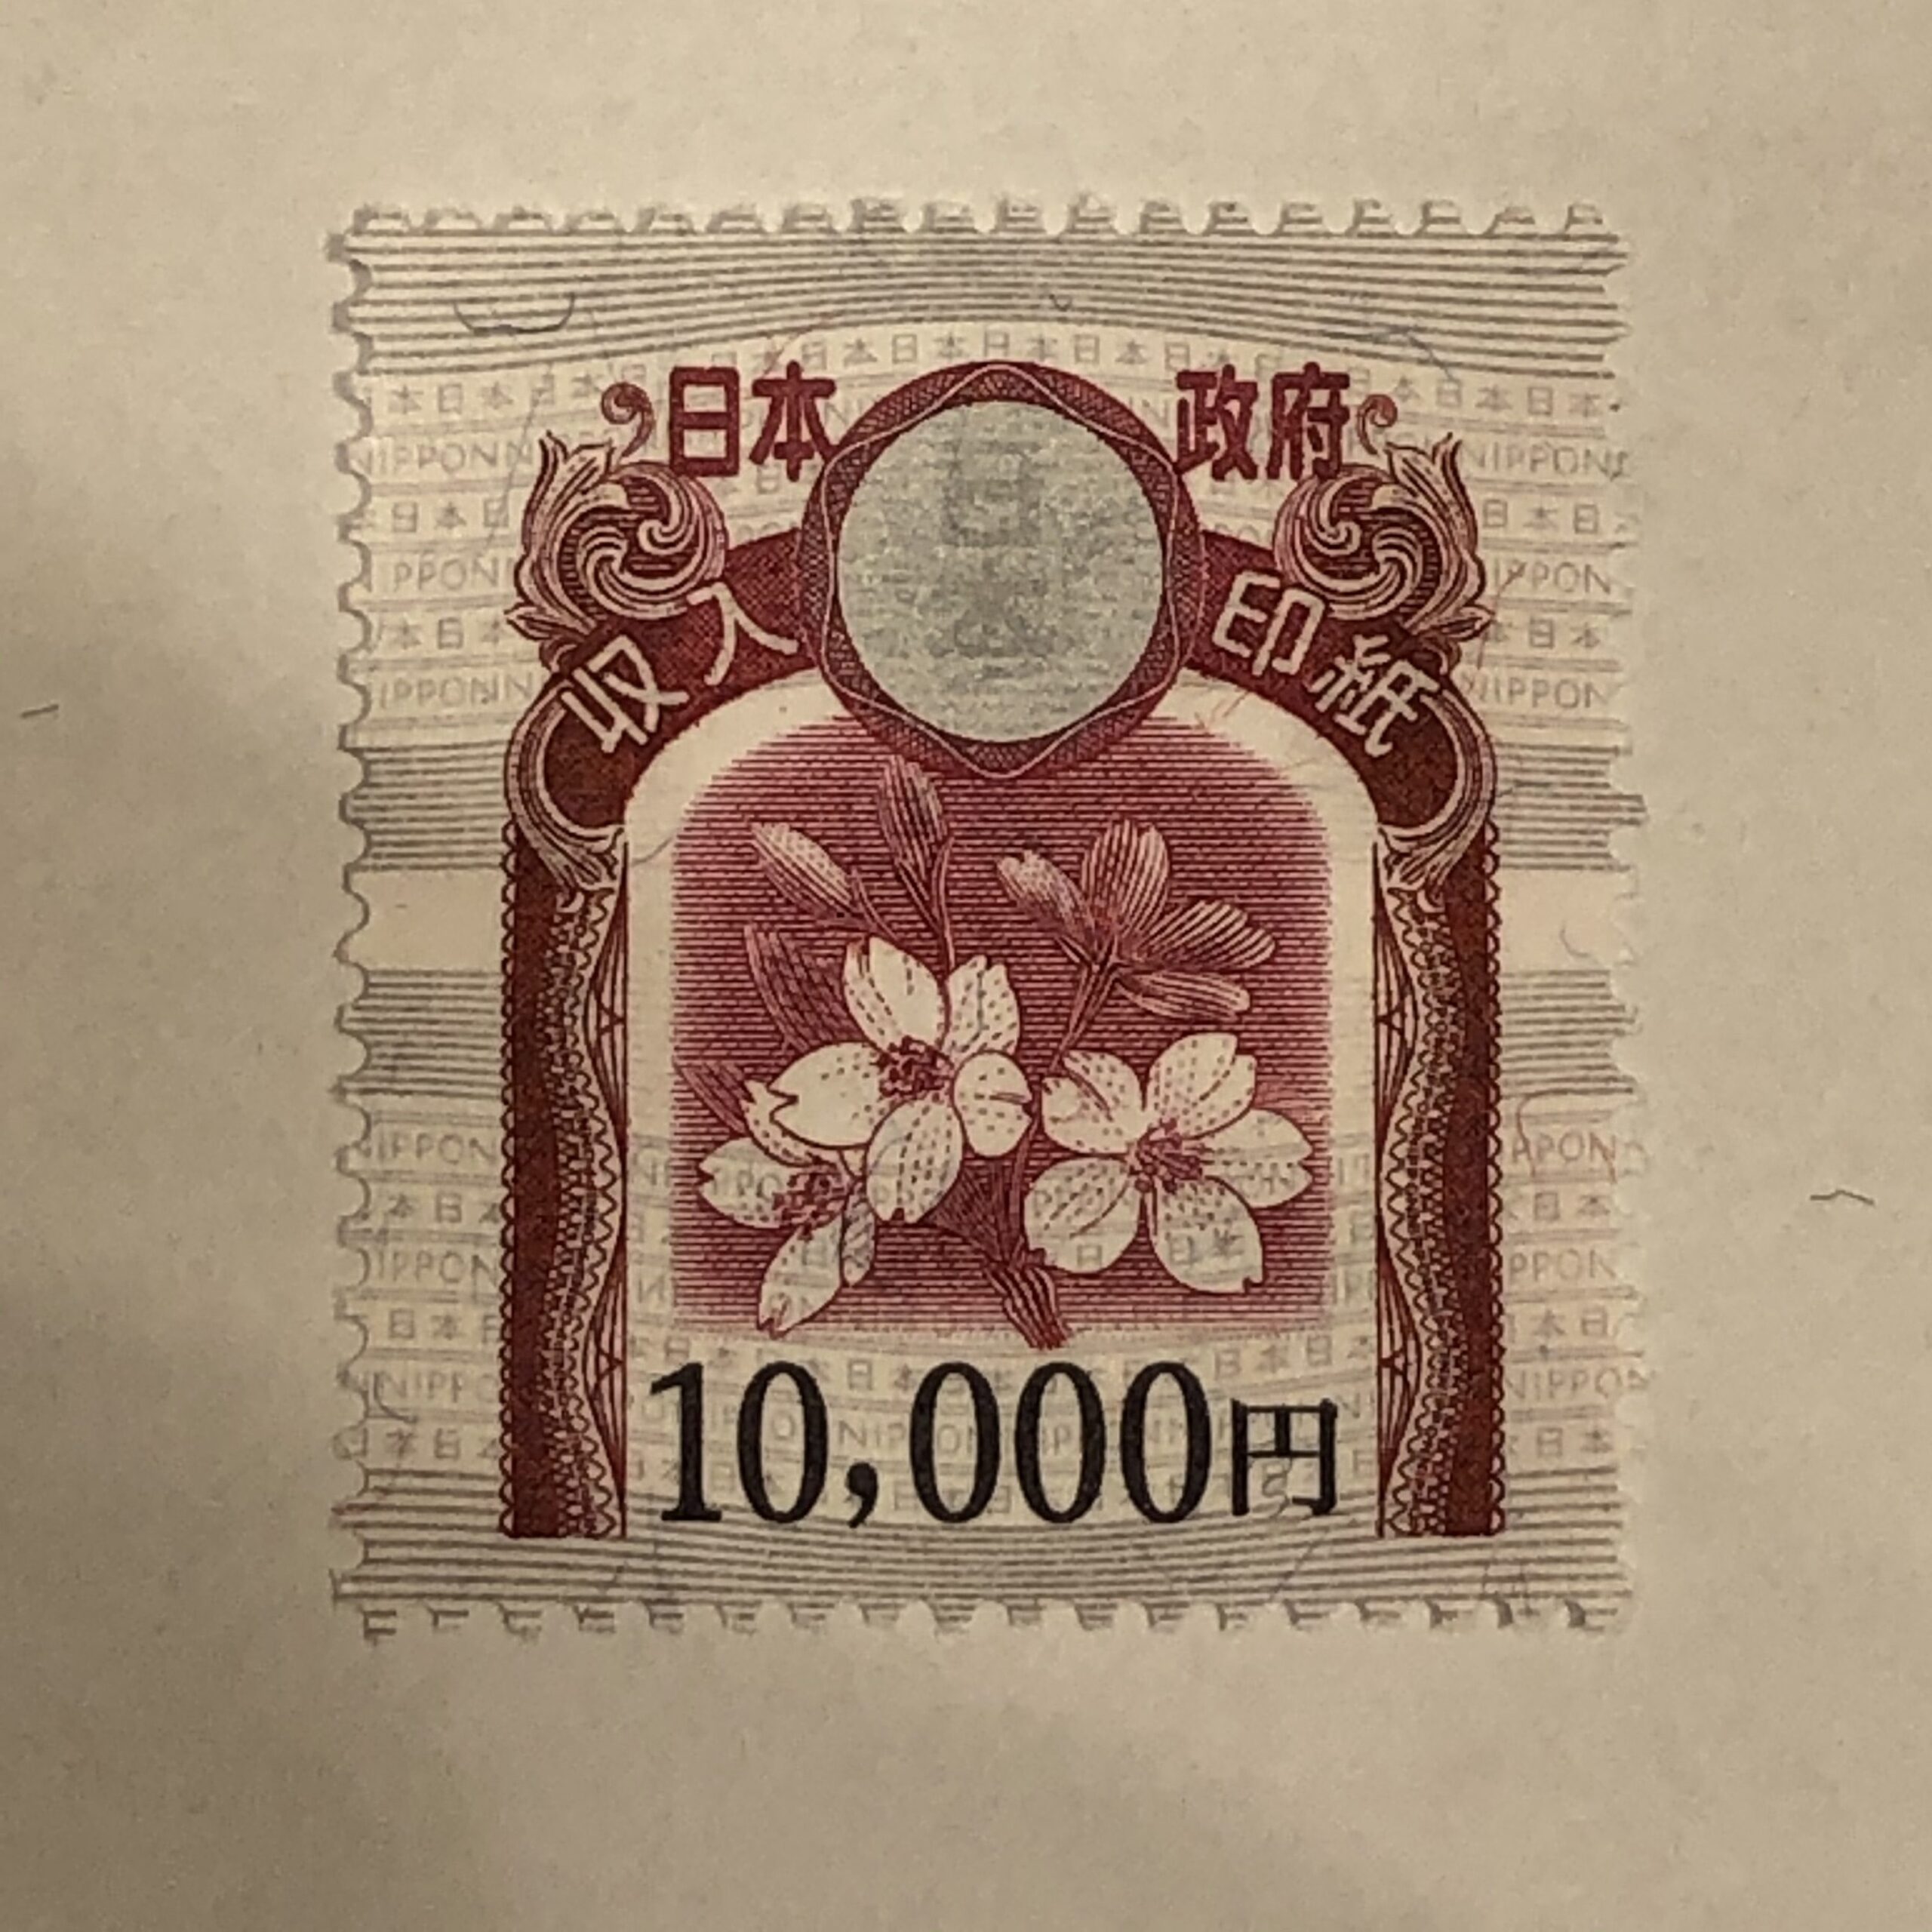 日本 政府
収入 印紙
10,000円